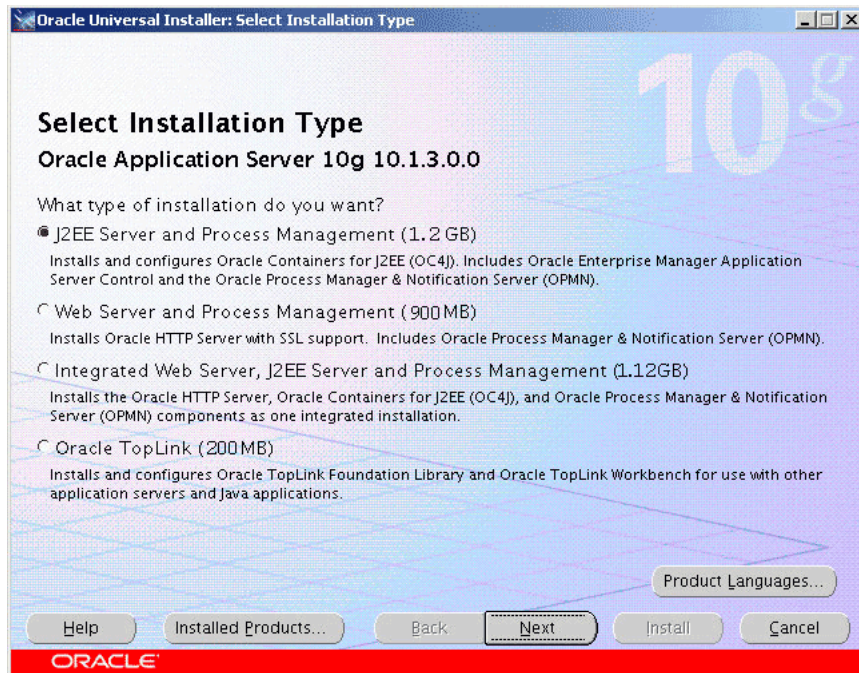 Oracle Universal Installer: Select Installation Type
10g
Select Installation Type
Oracle Application Server 10g 10.1.3.0.0
What type of installation do you want?
J2EE Server and Process Management (1.2 GB)
Installs and configures Oracle Containers for J2EE (OC4J). Includes Oracle Enterprise Manager Application
Server Control and the Oracle Process Manager & Notification Server (OPMN).
Web Server and Process Management (900MB)
Installs Oracle HTTP Server with SSL support. Includes Oracle Process Manager & Notification Server (OPMN).
Integrated Web Server, J2EE Server and Process Management (1.12GB)
Installs the Oracle HTTP Server, Oracle Containers for J2EE (OC4J), and Oracle Process Manager & Notification
Server (OPMN) components as one integrated installation.
Oracle TopLink (200MB)
Installs and configures Oracle TopLink Foundation Library and Oracle TopLink Workbench for use with other
application servers and Java applications.
Product Languages...
Help Installed Products... Back Next Install Cancel
ORACLE